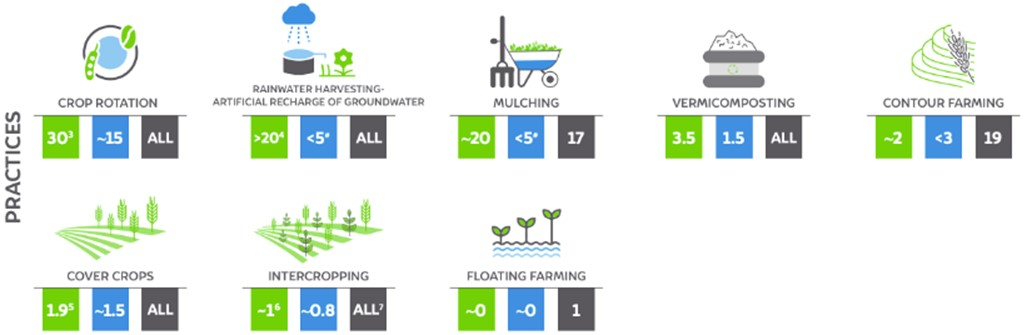 PRACTICES
CROP ROTATION
30³ ~15 ALL
RAINWATER HARVESTING-
ARTIFICIAL RECHARGE OF GROUNDWATER
>20⁴ <5* ALL
MULCHING
~20 <5* 17
VERMICOMPOSTING
3.5 1.5 ALL
CONTOUR FARMING
~2 <3 19
COVER CROPS
1.9⁵ ~1.5 ALL
INTERCROPPING
~1⁶ ~0.8 ALL⁷
FLOATING FARMING
~0 ~0 1